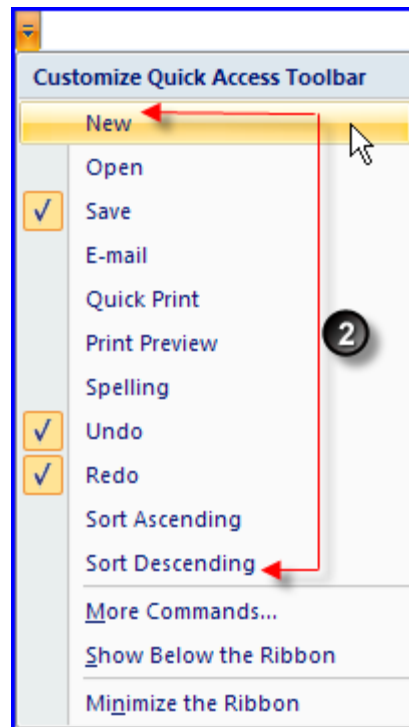 Customize Quick Access Toolbar
New
Open
Save
E-mail
Quick Print
Print Preview
2
Spelling
Undo
Redo
Sort Ascending
Sort Descending
More Commands...
Show Below the Ribbon
Minimize the Ribbon